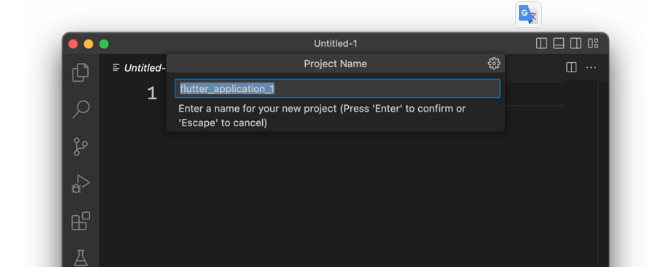 Untitled-1
Project Name
Untitled-
1
flutter_application_1
Enter a name for your new project (Press 'Enter' to confirm or
'Escape' to cancel)